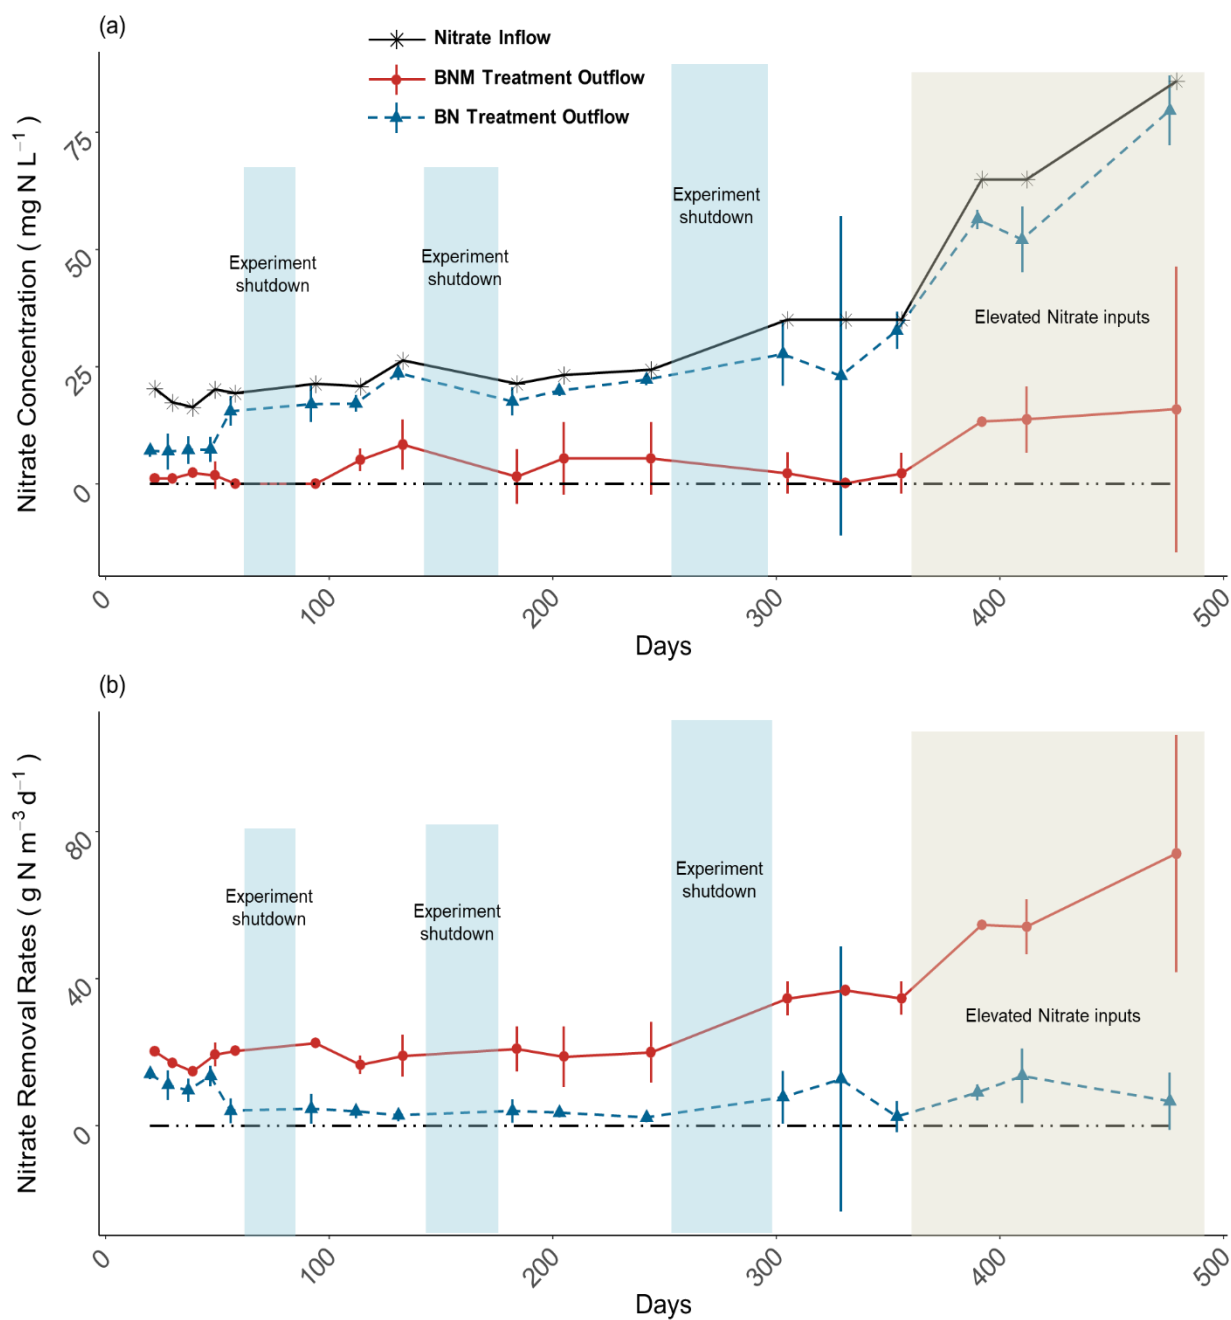 (a)
Nitrate Inflow
BNM Treatment Outflow
BN Treatment Outflow
Nitrate Concentration ( mg N L⁻¹ )
75
50
25
0
Experiment
shutdown
Experiment
shutdown
Experiment
shutdown
Elevated Nitrate inputs
0
100
200
300
400
500
Days
(b)
Nitrate Removal Rates ( g N m⁻³ d⁻¹ )
80
40
0
Experiment
shutdown
Experiment
shutdown
Experiment
shutdown
Elevated Nitrate inputs
0
100
200
300
400
500
Days